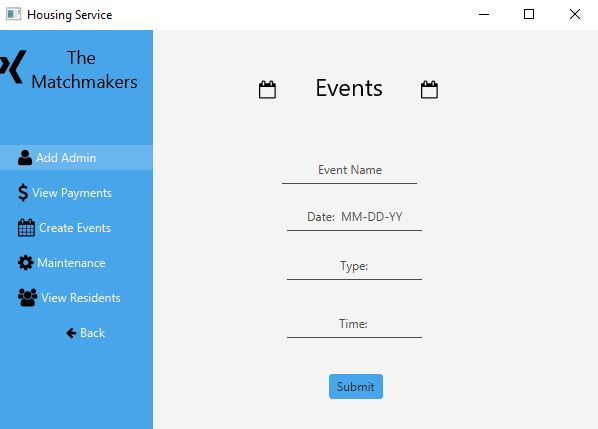 Housing Service
The
Matchmakers
Add Admin
View Payments
Create Events
Maintenance
View Residents
Back
Events
Event Name
Date: MM-DD-YY
Type:
Time:
Submit